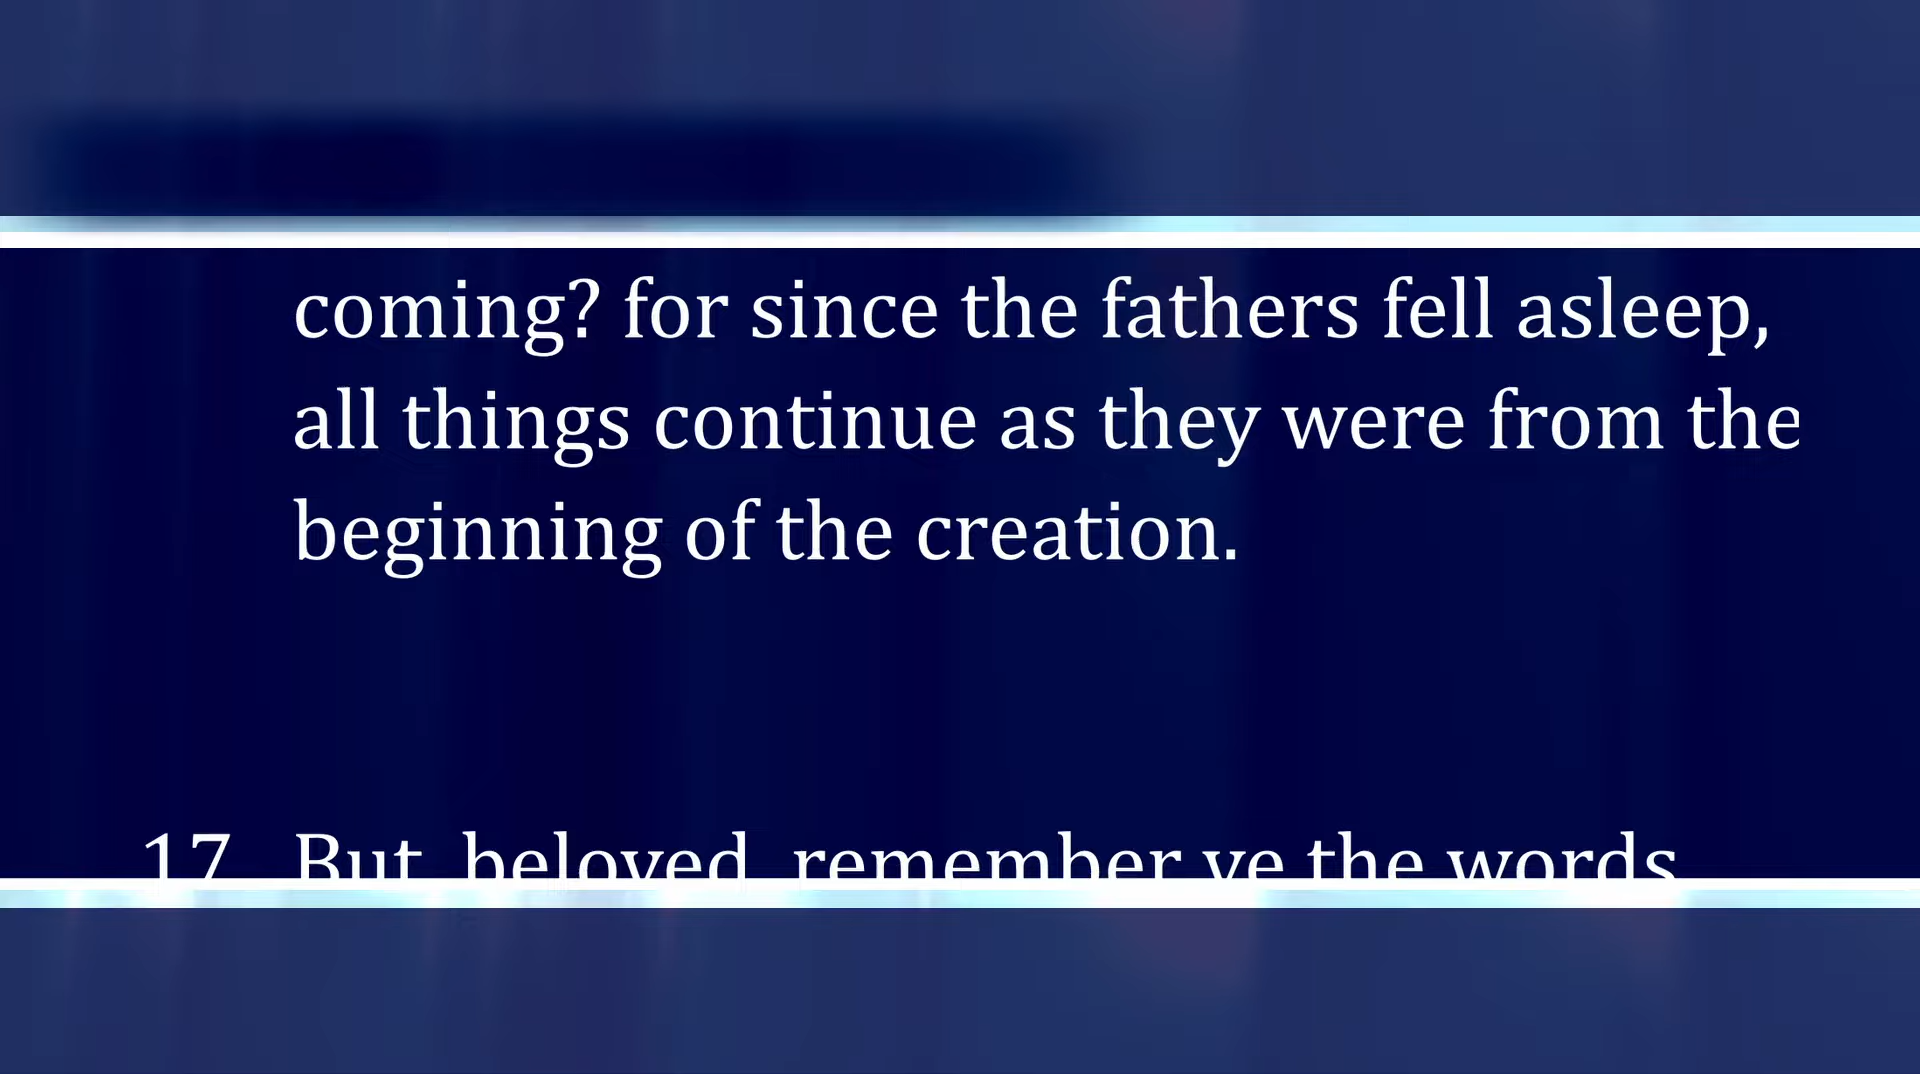 coming? for since the fathers fell asleep,
all things continue as they were from the
beginning of the creation.
17 But, beloved, remember ye the words